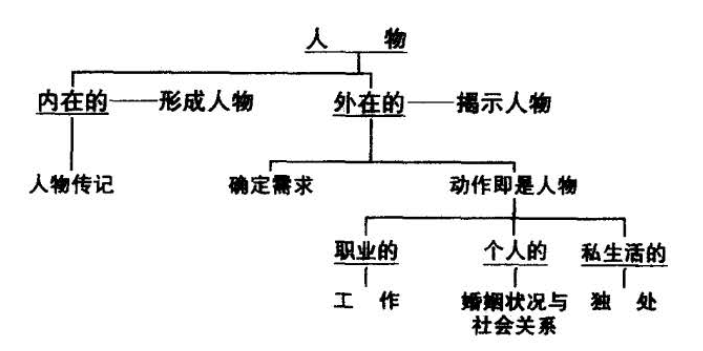 人 物
内在的——形成人物 外在的——揭示人物
人物传记 确定需求 动作即是人物
职业的 个人的 私生活的
工 作 婚姻状况与 独 处
社会关系